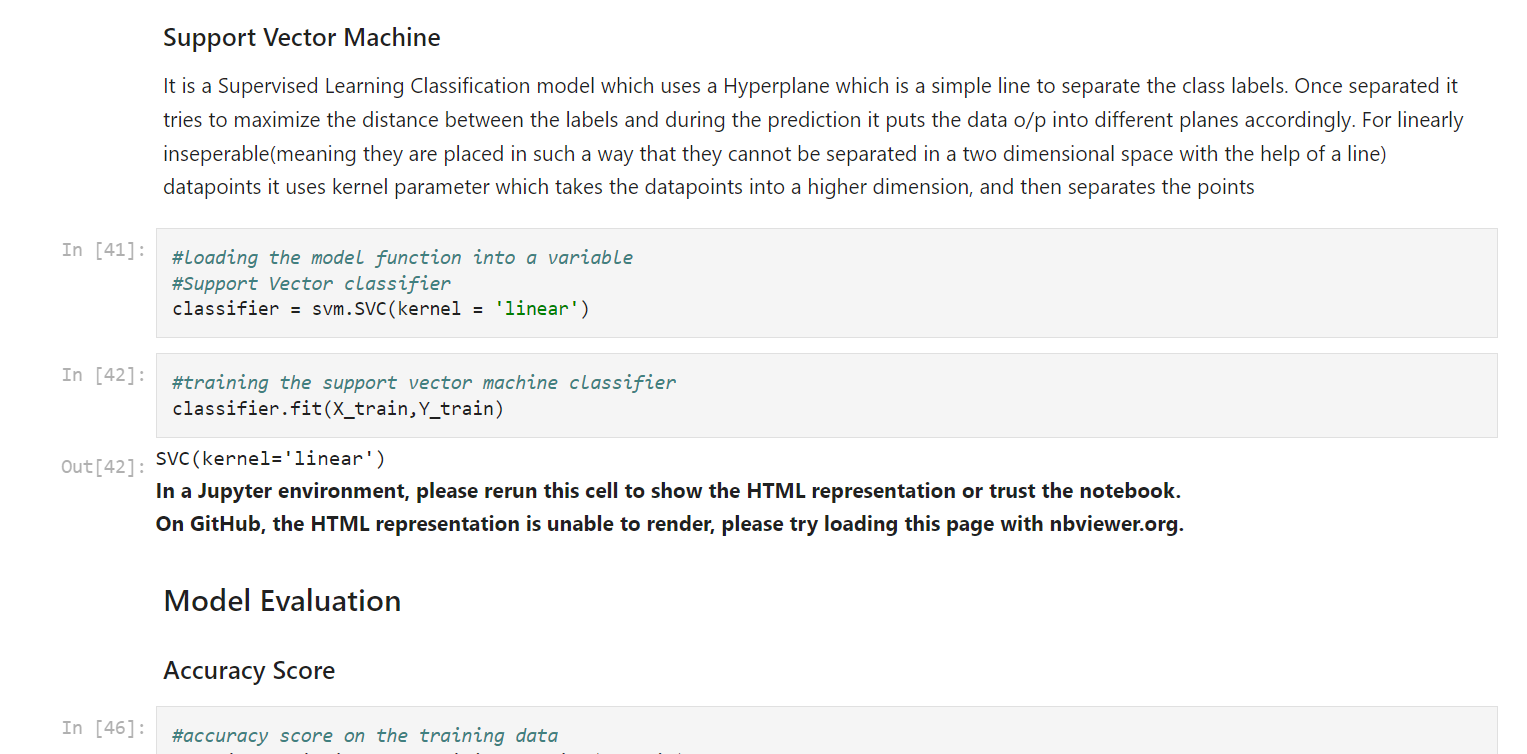 Support Vector Machine
It is a Supervised Learning Classification model which uses a Hyperplane which is a simple line to separate the class labels. Once separated it
tries to maximize the distance between the labels and during the prediction it puts the data o/p into different planes accordingly. For linearly
inseperable(meaning they are placed in such a way that they cannot be separated in a two dimensional space with the help of a line)
datapoints it uses kernel parameter which takes the datapoints into a higher dimension, and then separates the points
In [41]:
#loading the model function into a variable
#Support Vector classifier
classifier = svm.SVC(kernel = 'linear')
In [42]:
#training the support vector machine classifier
classifier.fit(X_train,Y_train)
Out[42]:
SVC(kernel='linear')
In a Jupyter environment, please rerun this cell to show the HTML representation or trust the notebook.
On GitHub, the HTML representation is unable to render, please try loading this page with nbviewer.org.
Model Evaluation
Accuracy Score
In [46]:
#accuracy score on the training data